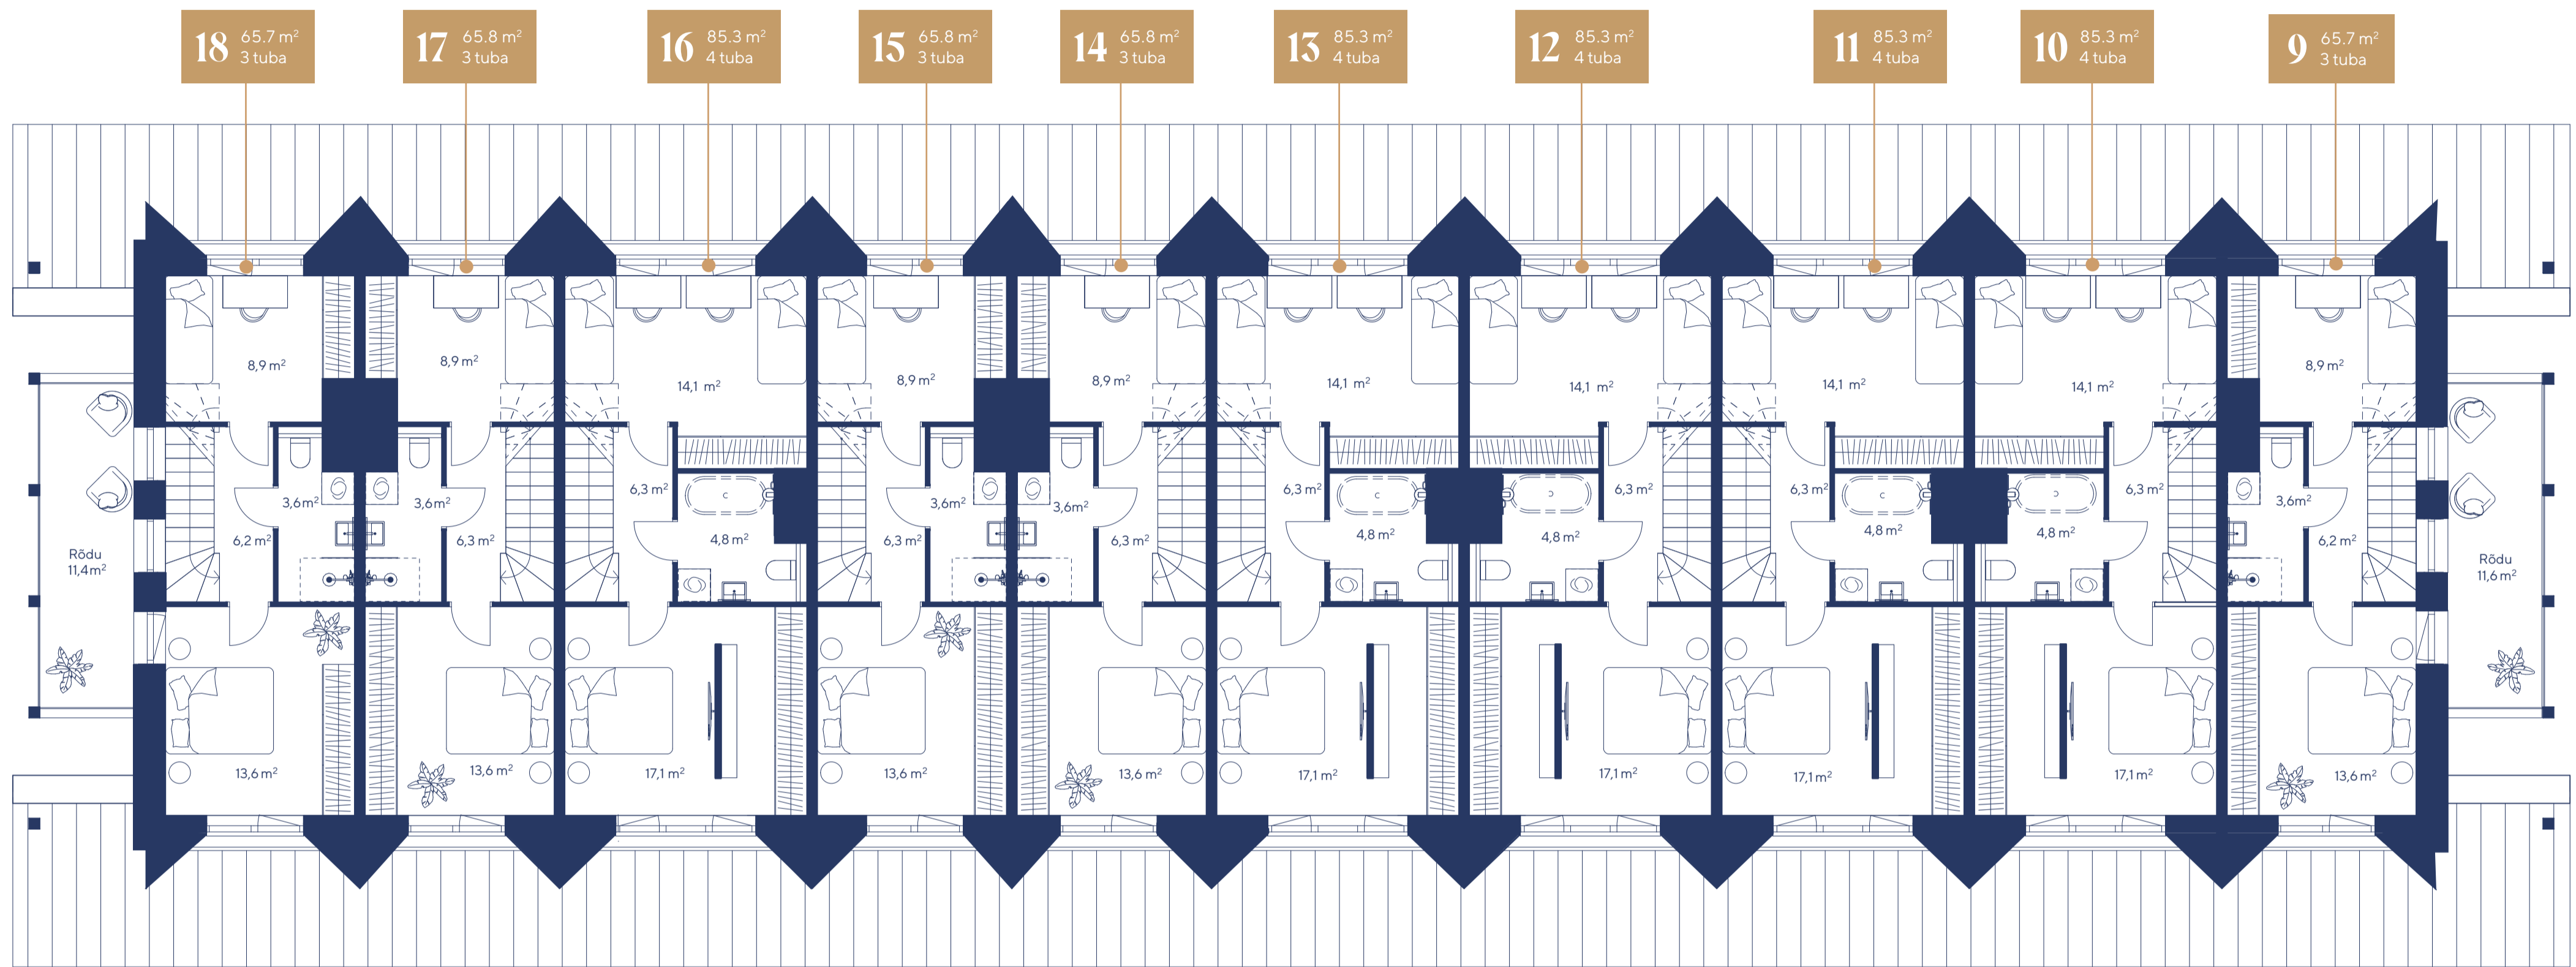 18 65.7 m²
3 tuba
17 65.8 m²
3 tuba
16 85.3 m²
4 tuba
15 65.8 m²
3 tuba
14 65.8 m²
3 tuba
13 85.3 m²
4 tuba
12 85.3 m²
4 tuba
11 85.3 m²
4 tuba
10 85.3 m²
4 tuba
9 65.7 m²
3 tuba
8,9 m²
8,9 m²
14,1 m²
8,9 m²
8,9 m²
14,1 m²
14,1 m²
14,1 m²
14,1 m²
8,9 m²
3,6m²
3,6m²
6,3 m²
3,6m²
3,6m²
6,3 m²
6,3 m²
6,3 m²
6,3 m²
3,6m²
6,2 m²
6,3 m²
4,8 m²
6,3 m²
6,3 m²
4,8 m²
4,8 m²
4,8 m²
4,8 m²
6,2 m²
Rõdu
11,4m²
Rõdu
11,6 m²
13,6 m²
13,6 m²
17,1 m²
13,6 m²
13,6 m²
17,1 m²
17,1 m²
17,1 m²
17,1 m²
13,6 m²